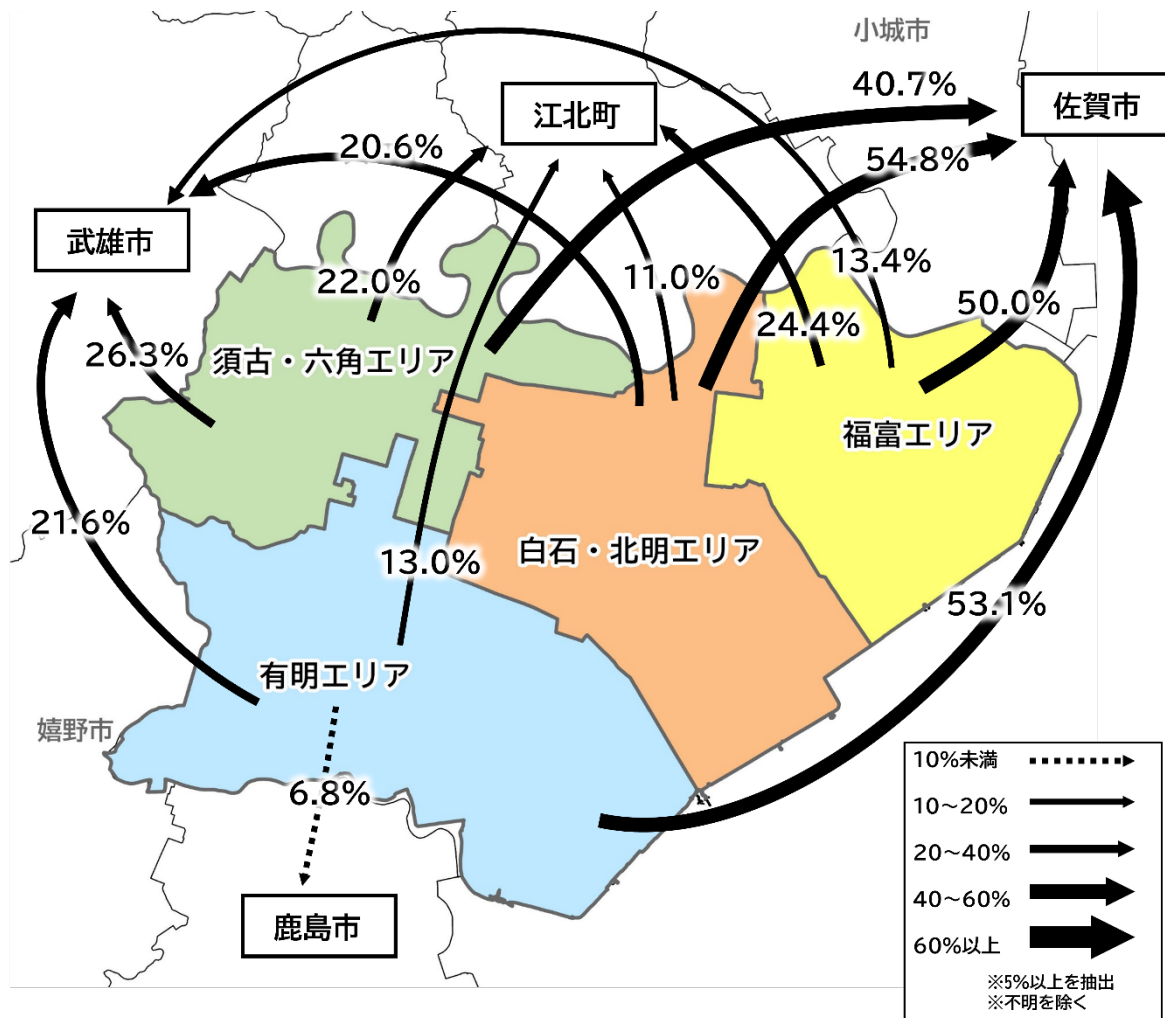 小城市
40.7%
佐賀市
江北町
20.6%
54.8%
武雄市
22.0%
11.0%
13.4%
24.4%
50.0%
26.3%
須古・六角エリア
福富エリア
21.6%
13.0%
白石・北明エリア
53.1%
有明エリア
嬉野市
6.8%
鹿島市
10%未満
10～20%
20～40%
40～60%
60%以上
※5%以上を抽出
※不明を除く